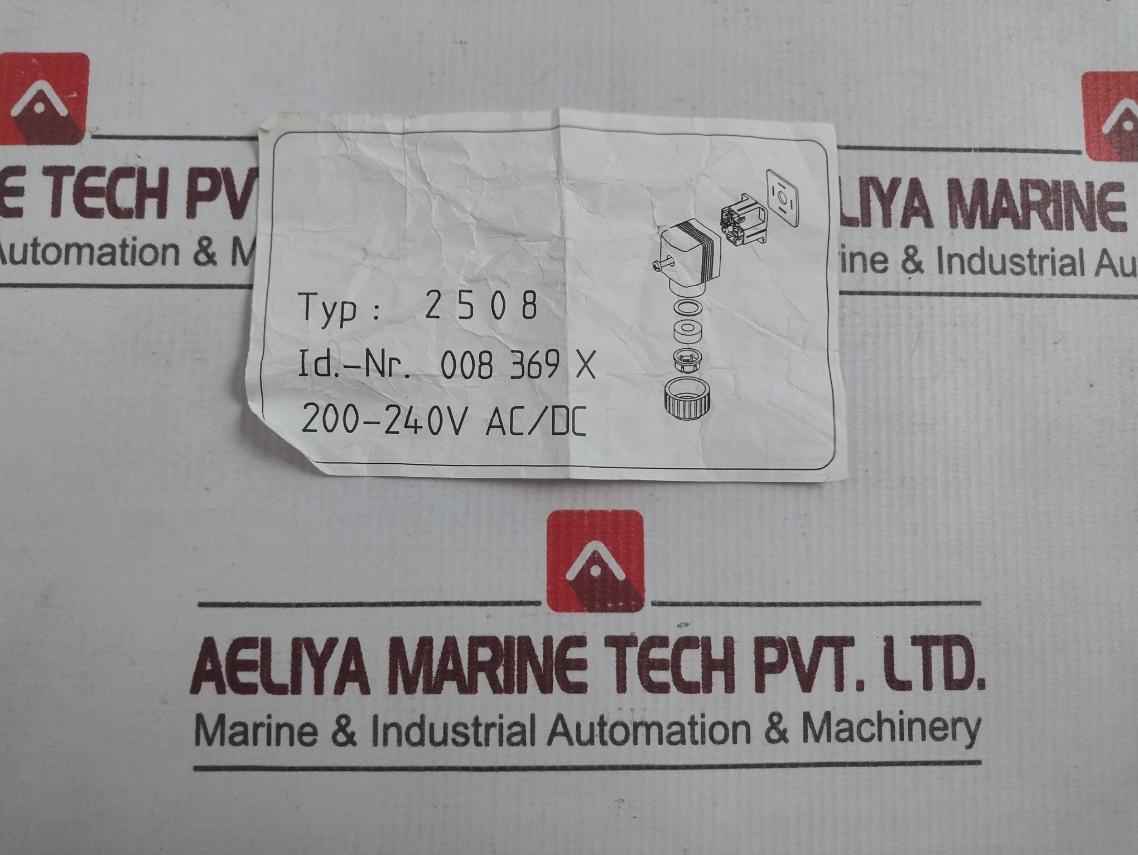 E TECH PV
Automation & M
Typ : 2508
Id.-Nr. 008 369 X
200-240V AC/DC
LIYA MARINE
ine & Industrial Au
AELIYA MARINE TECH PVT. LTD.
Marine & Industrial Automation & Machinery